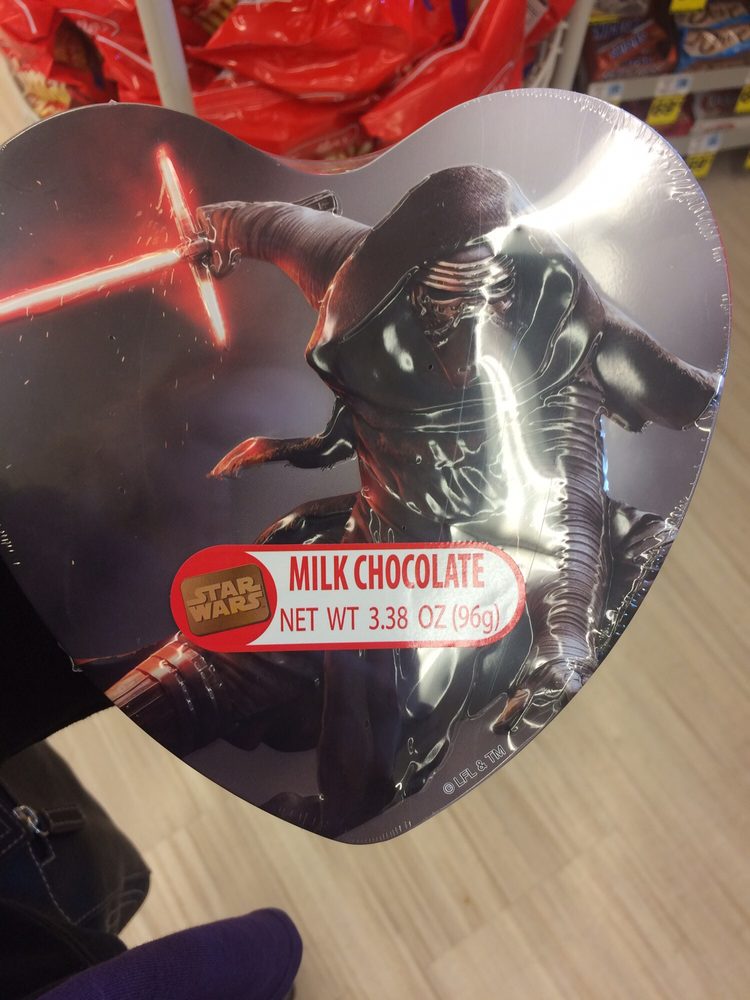 STAR
WARS
MILK CHOCOLATE
NET WT 3.38 OZ (96g)
© LFL & TM